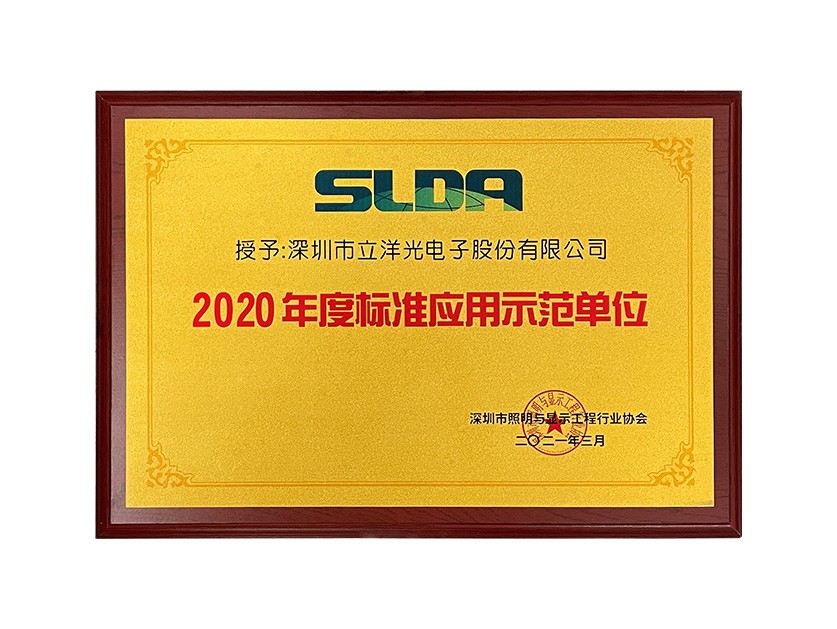 SLDA
授予:深圳市立洋光电子股份有限公司
2020年度标准应用示范单位
深圳市照明与显示工程行业协会
二〇二一年三月